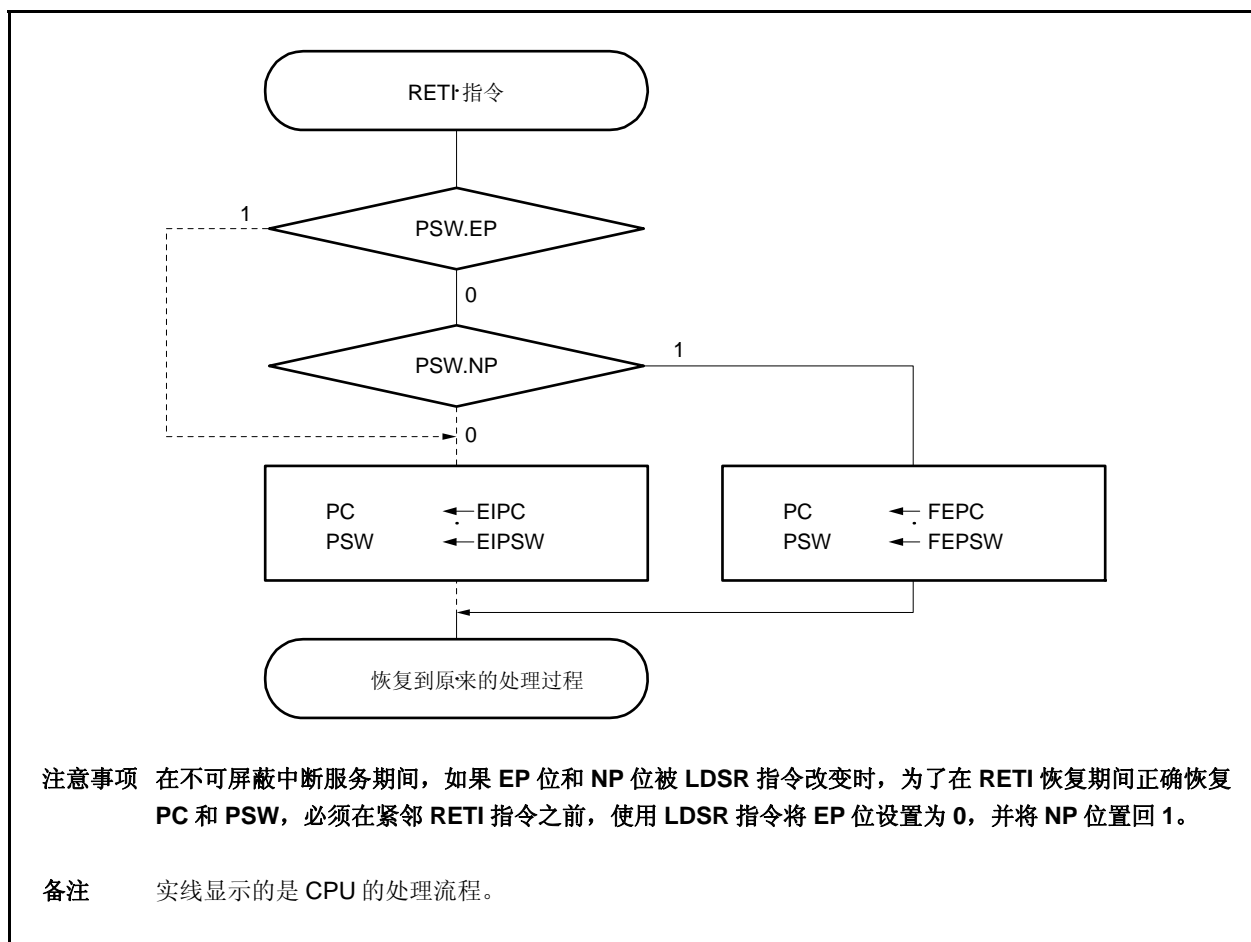 RETI 指令
1
PSW.EP
0
1
PSW.NP
0
PC ← EIPC
PSW ← EIPSW
PC ← FEPC
PSW ← FEPSW
恢复到原来的处理过程
注意事项 在不可屏蔽中断服务期间，如果 EP 位和 NP 位被 LDSR 指令改变时，为了在 RETI 恢复期间正确恢复
PC 和 PSW，必须在紧邻 RETI 指令之前，使用 LDSR 指令将 EP 位设置为 0，并将 NP 位置回 1。
备注 实线显示的是 CPU 的处理流程。